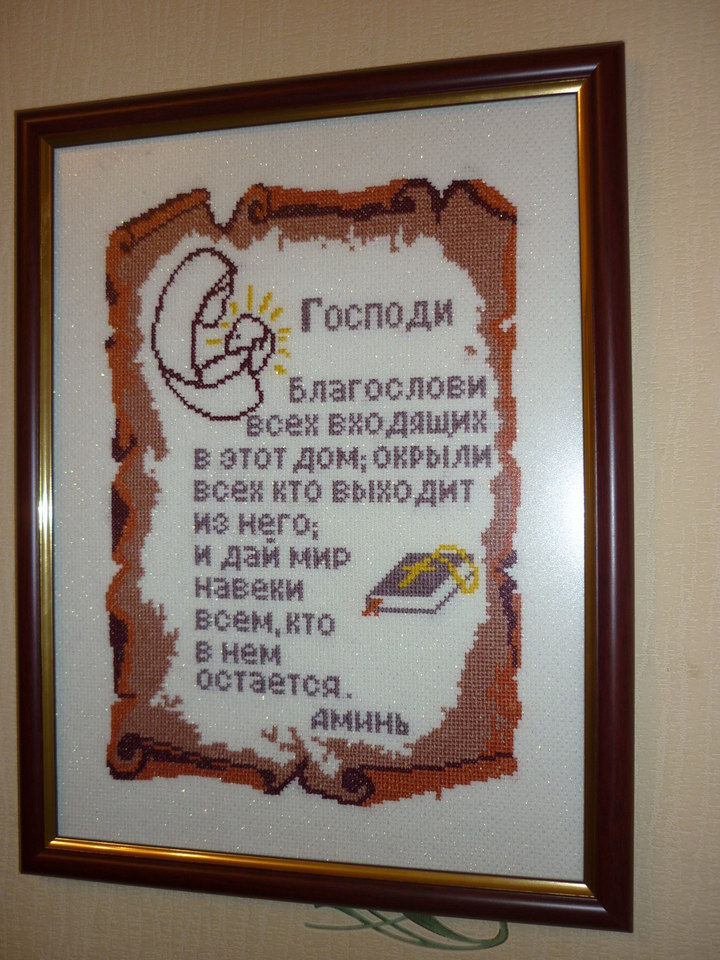 Господи
Благослови
всех входящих
в этот дом; окрыли
всех кто выходит
из него;
и дай мир
навеки
всем, кто
в нем
остается.
аминь